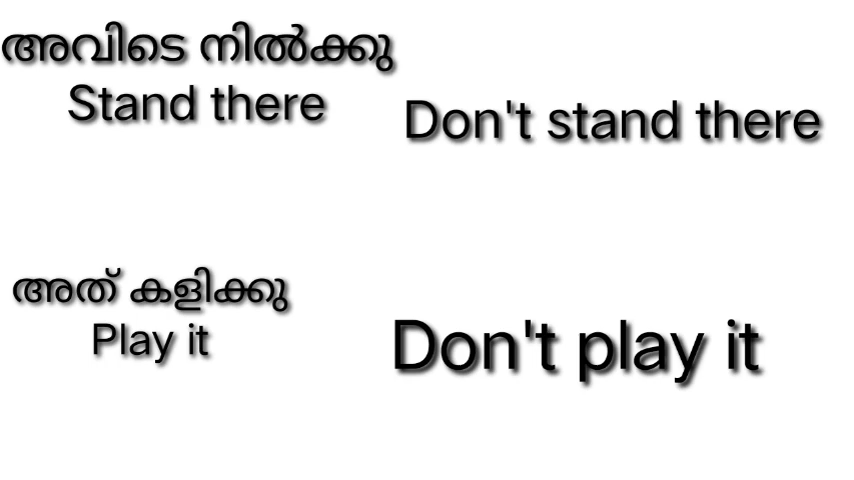 അവിടെ നിൽക്കു
Stand there
Don't stand there
അത് കളിക്കു
Play it
Don't play it